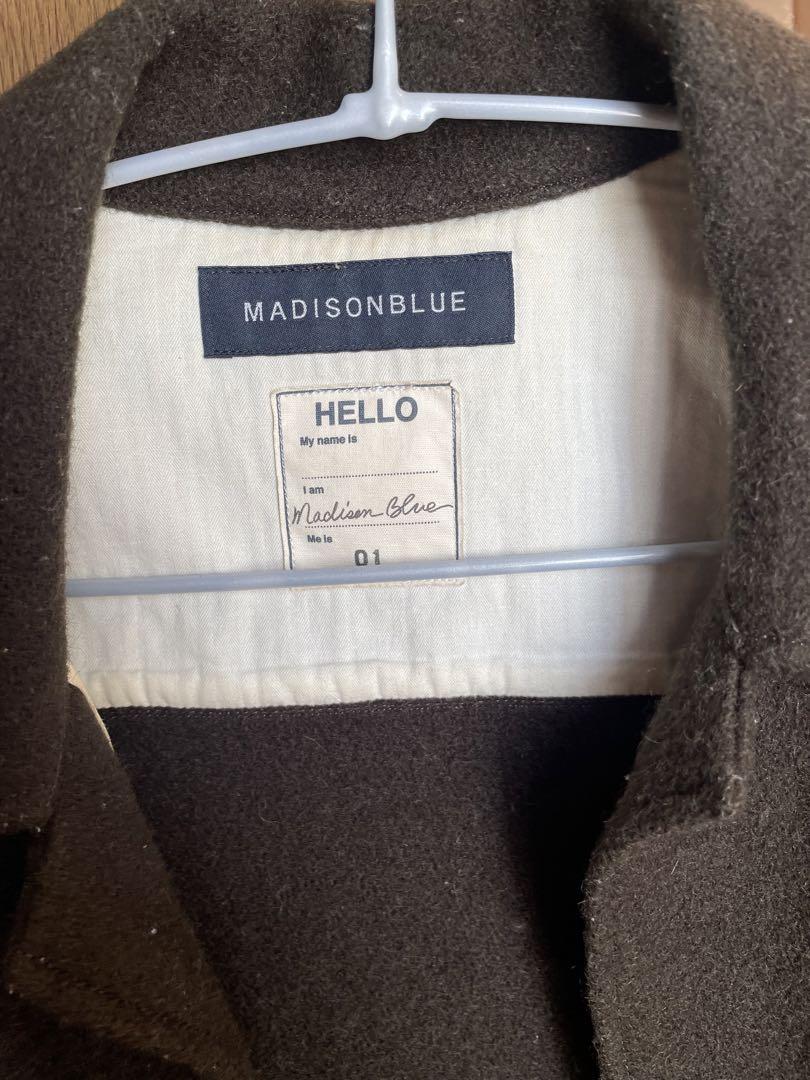 MADISONBLUE
HELLO
My name is
I am
Madison Blue
Me is
01